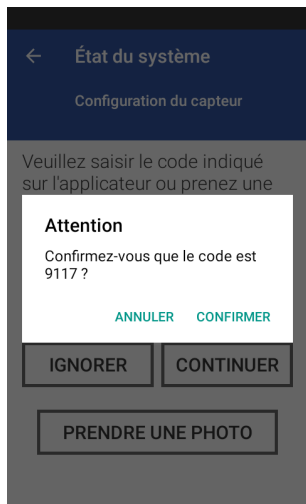 État du système
Configuration du capteur
Veuillez saisir le code indiqué
sur l'applicateur ou prenez une
Attention
Confirmez-vous que le code est
9117 ?
ANNULER CONFIRMER
IGNORER CONTINUER
PRENDRE UNE PHOTO